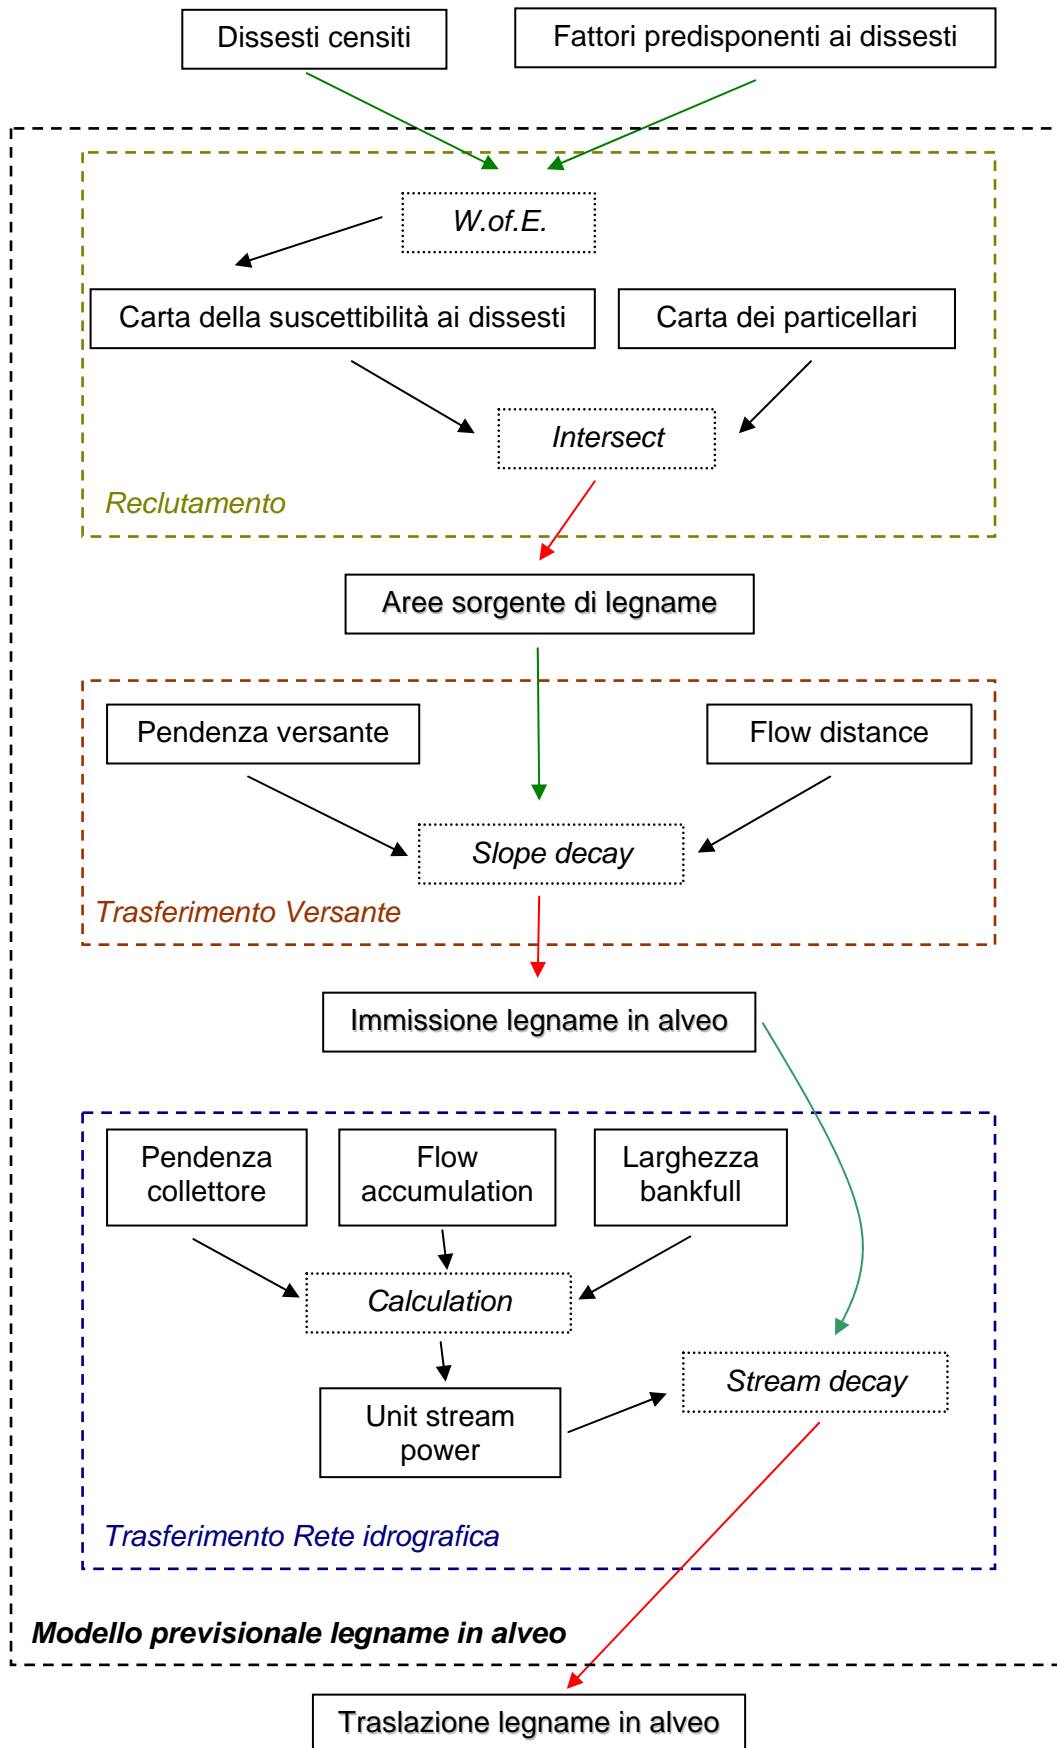 Dissesti censiti
Fattori predisponenti ai dissesti
W.of.E.
Carta della suscettibilità ai dissesti
Carta dei particellari
Intersect
Reclutamento
Aree sorgente di legname
Pendenza versante
Flow distance
Slope decay
Trasferimento Versante
Immissione legname in alveo
Pendenza
collettore
Flow
accumulation
Larghezza
bankfull
Calculation
Stream decay
Unit stream
power
Trasferimento Rete idrografica
Modello previsionale legname in alveo
Traslazione legname in alveo